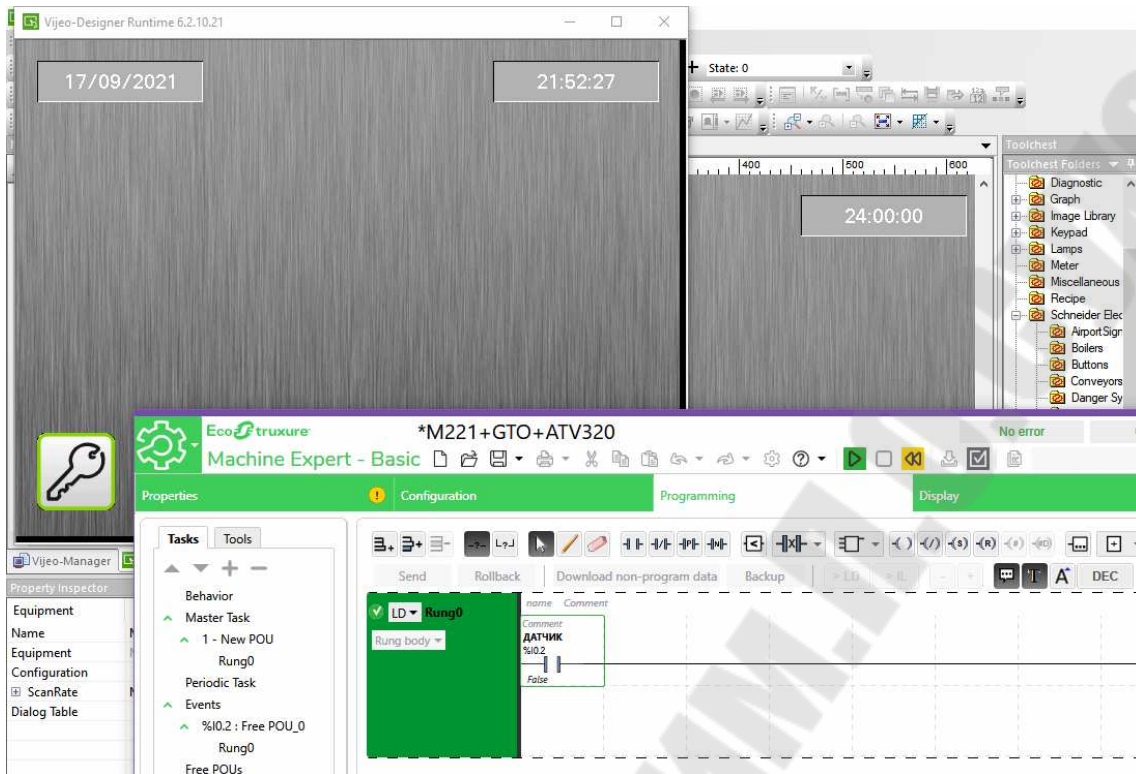 Vijeo-Designer Runtime 6.2.10.21
17/09/2021
21:52:27
State: 0
400 500 600
24:00:00
Toolchest
Toolchest Folders
Diagnostic
Graph
Image Library
Keypad
Lamps
Meter
Miscellaneous
Recipe
Schneider Elec
AirportSigr
Boilers
Buttons
Conveyors
Danger Sy
EcoStruxure
Machine Expert - Basic
*M221+GTO+ATV320
No error
Properties
Configuration
Programming
Display
Tasks
Tools
Behavior
Master Task
1 - New POU
Rung0
Periodic Task
Events
%I0.2 : Free POU_0
Rung0
Free POUs
Send
Rollback
Download non-program data
Backup
> LD
> IL
DEC
LD
Rung0
Rung body
name Comment
Comment
ДАТЧИК
%I0.2
False
Vijeo-Manager
Property Inspector
Equipment
Name
Equipment
Configuration
ScanRate
Dialog Table